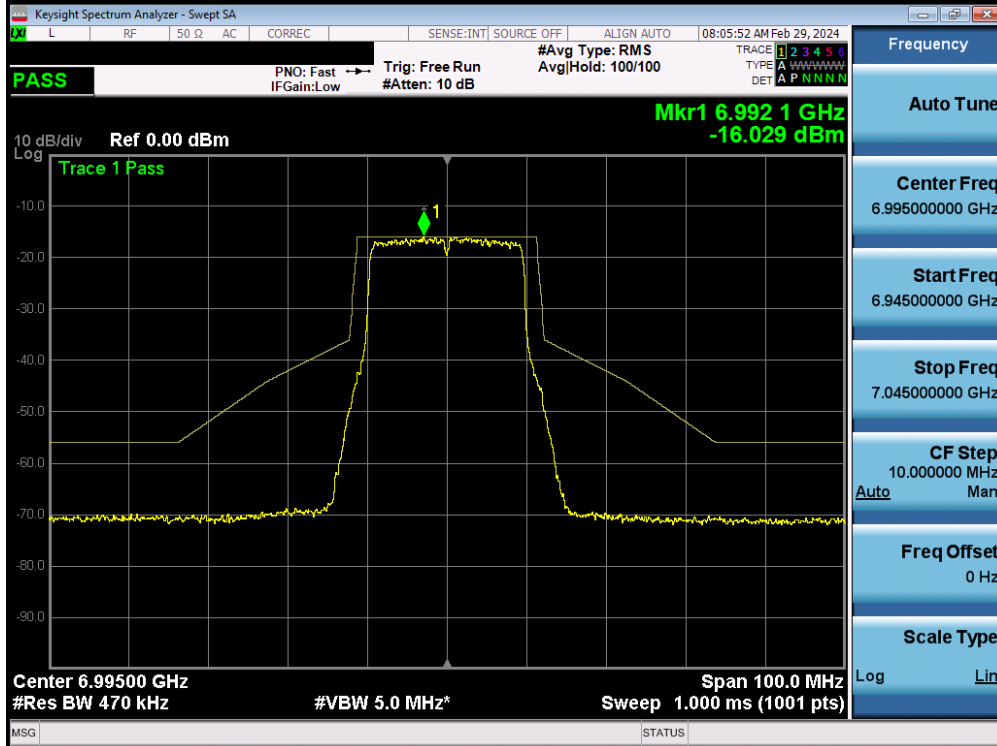 Keysight Spectrum Analyzer - Swept SA
LXI L RF 50 Ω AC CORREC SENSE:INT SOURCE OFF ALIGN AUTO 08:05:52 AM Feb 29, 2024
PASS
PNO: Fast
IFGain:Low
Trig: Free Run
#Atten: 10 dB
#Avg Type: RMS
Avg|Hold: 100/100
TRACE 1 2 3 4 5 6
TYPE A WWWWW
DET A P N N N N
Mkr1 6.992 1 GHz
-16.029 dBm
10 dB/div Ref 0.00 dBm
Log
Trace 1 Pass
1
-10.0
-20.0
-30.0
-40.0
-50.0
-60.0
-70.0
-80.0
-90.0
Center 6.99500 GHz Span 100.0 MHz
#Res BW 470 kHz #VBW 5.0 MHz* Sweep 1.000 ms (1001 pts)
MSG STATUS
Frequency
Auto Tune
Center Freq
6.995000000 GHz
Start Freq
6.945000000 GHz
Stop Freq
7.045000000 GHz
CF Step
10.000000 MHz
Auto Man
Freq Offset
0 Hz
Scale Type
Log Lin